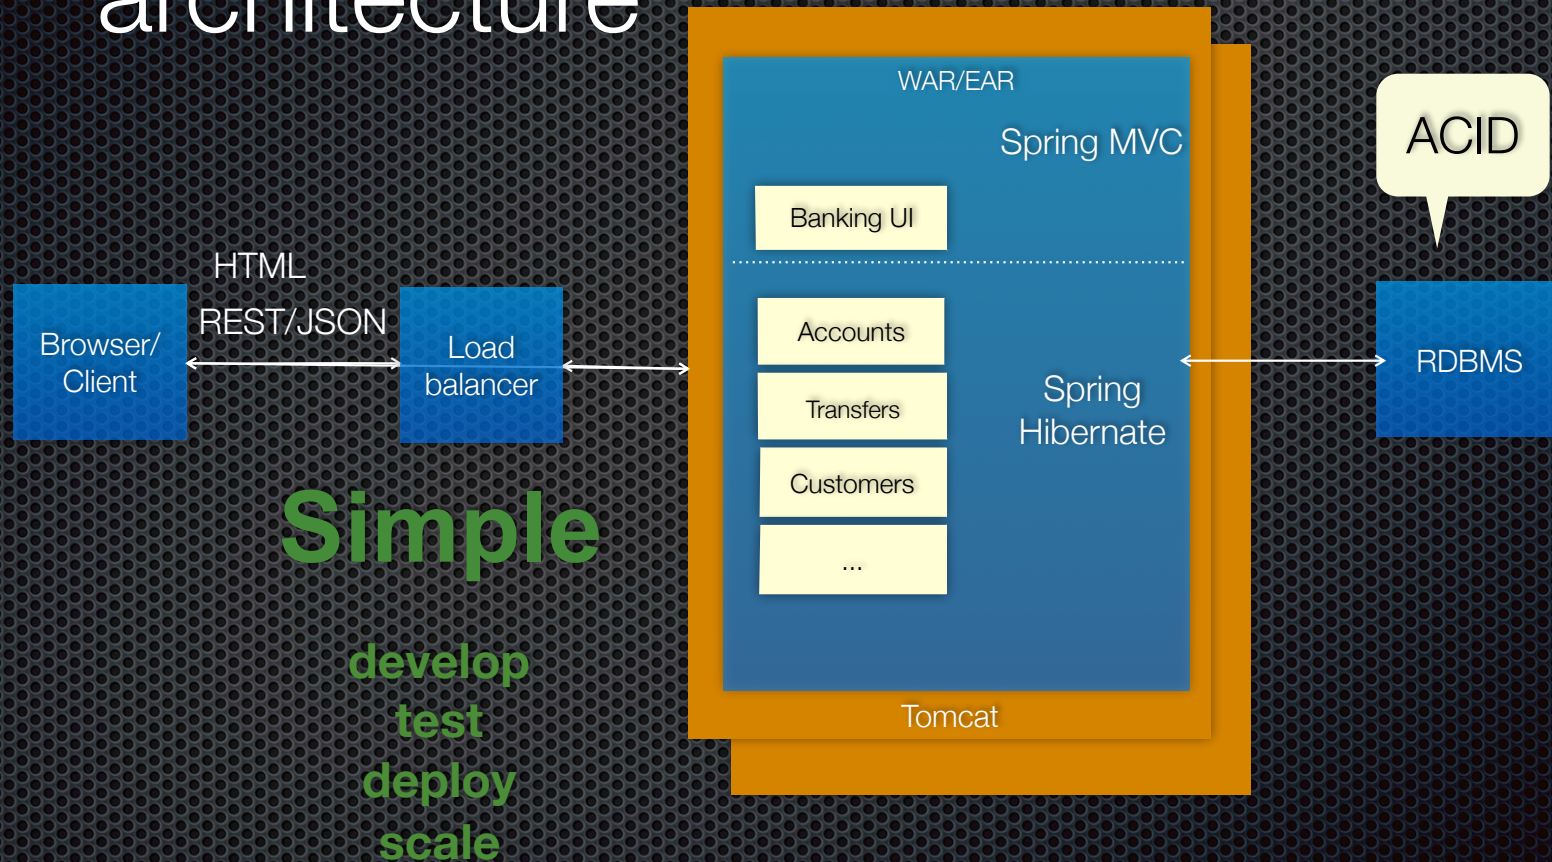 architecture
WAR/EAR
Spring MVC
ACID
Banking UI
HTML
REST/JSON
Browser/
Client
Load
balancer
Accounts
Transfers
Customers
...
Spring
Hibernate
RDBMS
Simple
develop
test
deploy
scale
Tomcat